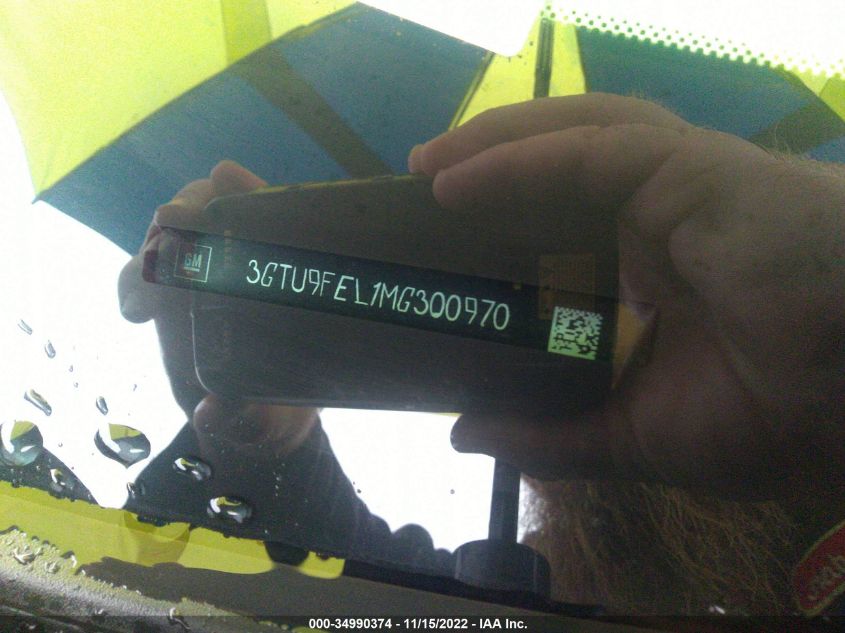 GM
3GTU9FEL1MG300970
000-34990374 - 11/15/2022 - IAA Inc.